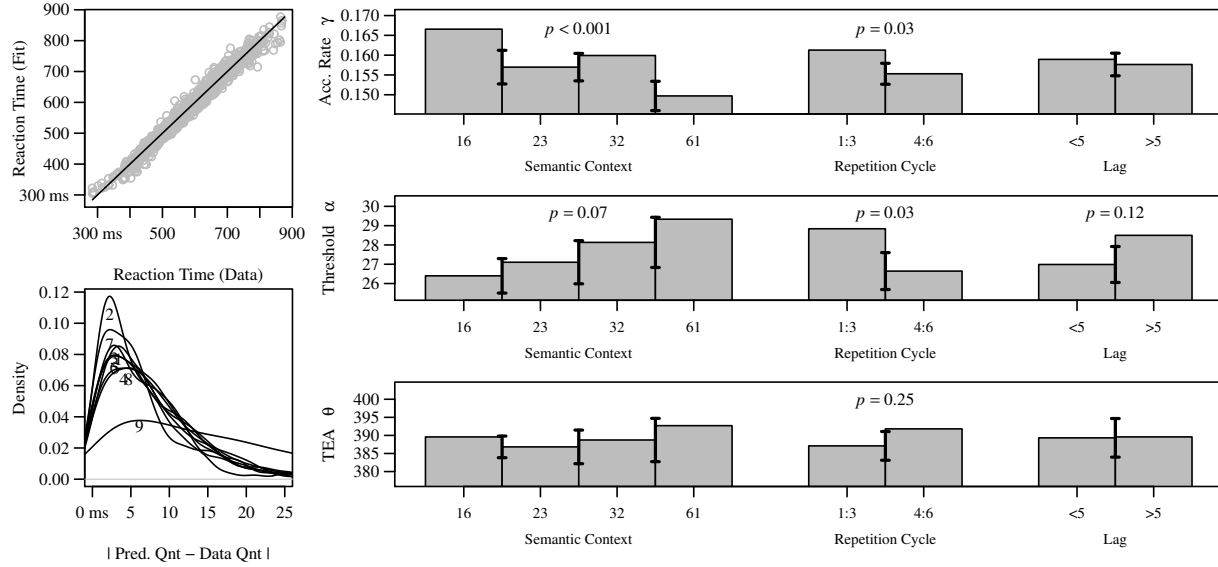 Reaction Time (Fit)
900
800
700
600
500
400
300 ms
300 ms 500 700 900
Reaction Time (Data)
Density
0.12
0.10
0.08
0.06
0.04
0.02
0.00
2
7
1
4 8
9
0 ms 5 10 15 20 25
| Pred. Qnt − Data Qnt |
Acc. Rate γ
0.170
0.160
0.155
0.150
p < 0.001
p = 0.03
16 23 32 61
1:3 4:6
<5 >5
Semantic Context
Repetition Cycle
Lag
Threshold α
30
29
28
27
26
p = 0.07
p = 0.03
p = 0.12
16 23 32 61
1:3 4:6
<5 >5
Semantic Context
Repetition Cycle
Lag
TEA θ
400
395
390
385
380
p = 0.25
16 23 32 61
1:3 4:6
<5 >5
Semantic Context
Repetition Cycle
Lag